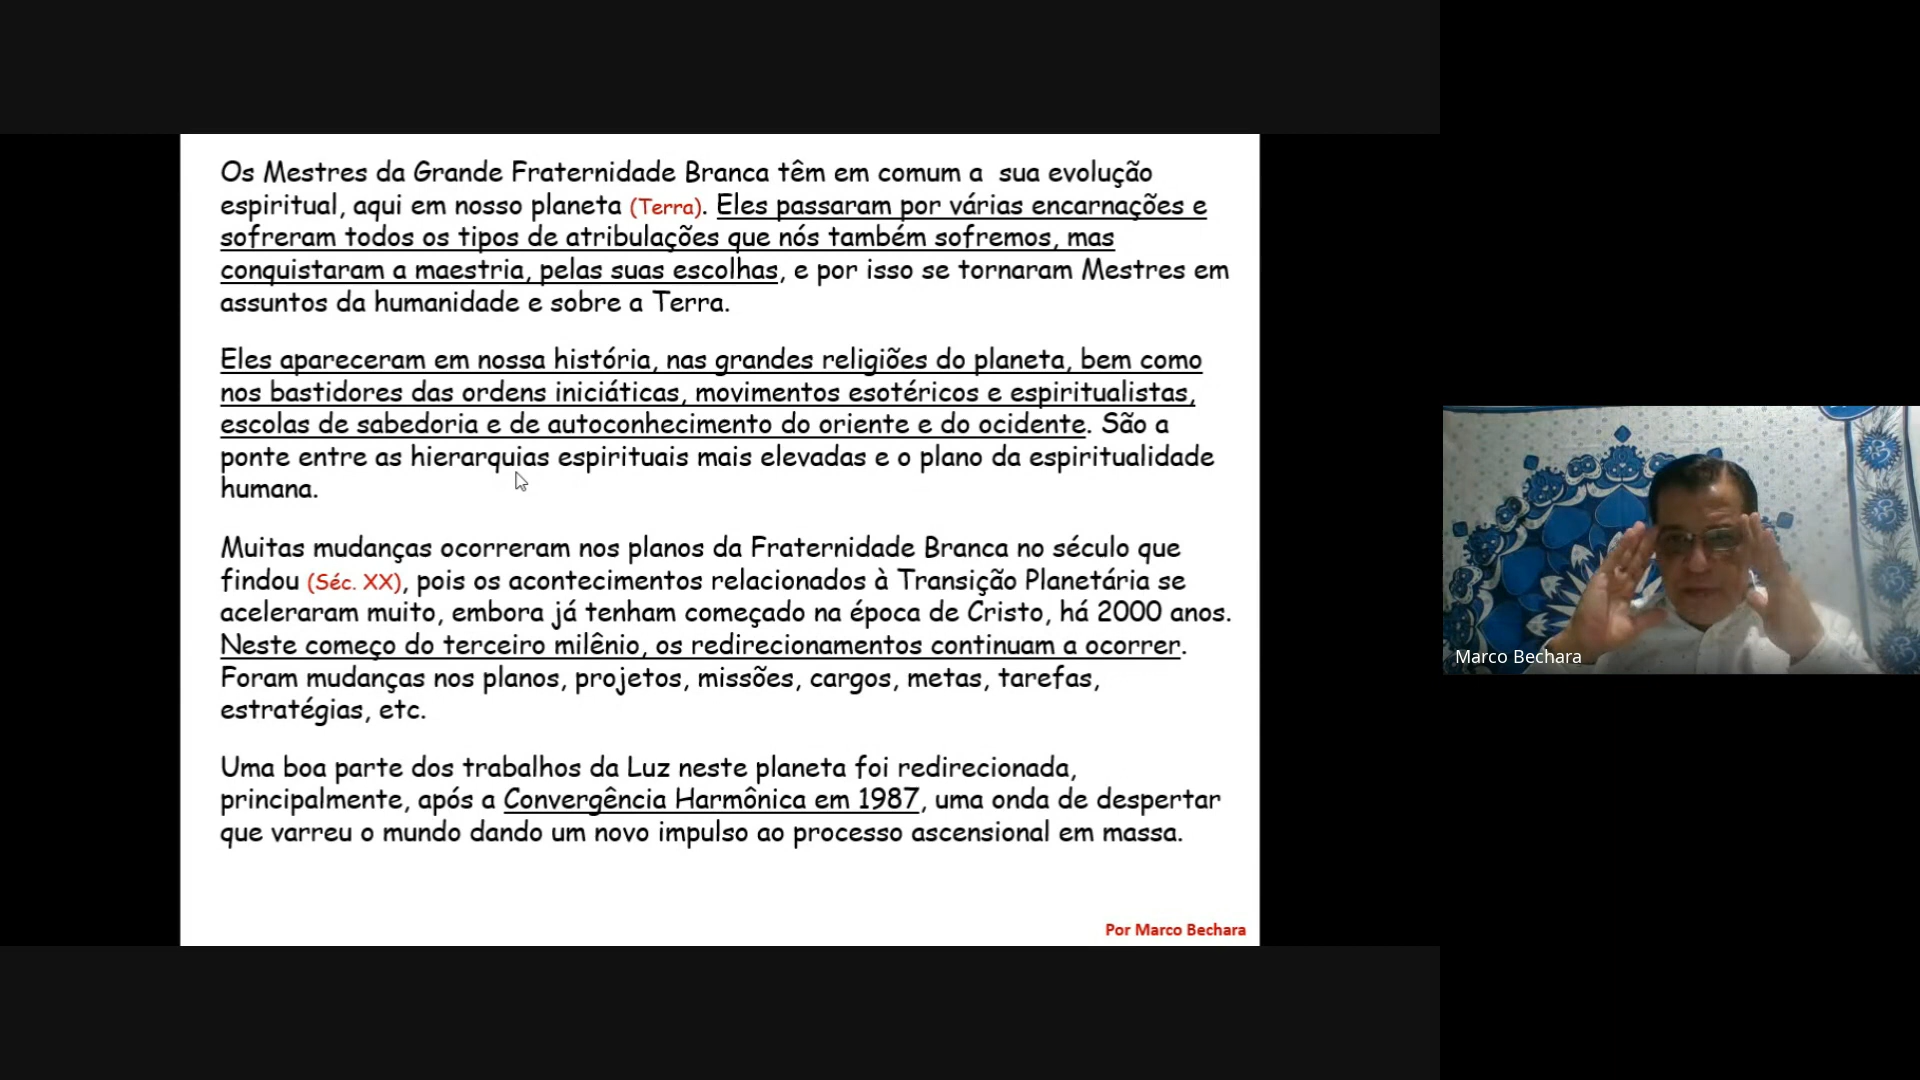 Os Mestres da Grande Fraternidade Branca têm em comum a  sua evolução
espiritual, aqui em nosso planeta (Terra). Eles passaram por várias encarnações e
sofreram todos os tipos de atribulações que nós também sofremos, mas
conquistaram a maestria, pelas suas escolhas, e por isso se tornaram Mestres em
assuntos da humanidade e sobre a Terra.
Eles apareceram em nossa história, nas grandes religiões do planeta, bem como
nos bastidores das ordens iniciáticas, movimentos esotéricos e espiritualistas,
escolas de sabedoria e de autoconhecimento do oriente e do ocidente. São a
ponte entre as hierarquias espirituais mais elevadas e o plano da espiritualidade
humana.
Muitas mudanças ocorreram nos planos da Fraternidade Branca no século que
findou (Séc. XX), pois os acontecimentos relacionados à Transição Planetária se
aceleraram muito, embora já tenham começado na época de Cristo, há 2000 anos.
Neste começo do terceiro milênio, os redirecionamentos continuam a ocorrer.
Foram mudanças nos planos, projetos, missões, cargos, metas, tarefas,
estratégias, etc.
Uma boa parte dos trabalhos da Luz neste planeta foi redirecionada,
principalmente, após a Convergência Harmônica em 1987, uma onda de despertar
que varreu o mundo dando um novo impulso ao processo ascensional em massa.
Por Marco Bechara
Marco Bechara